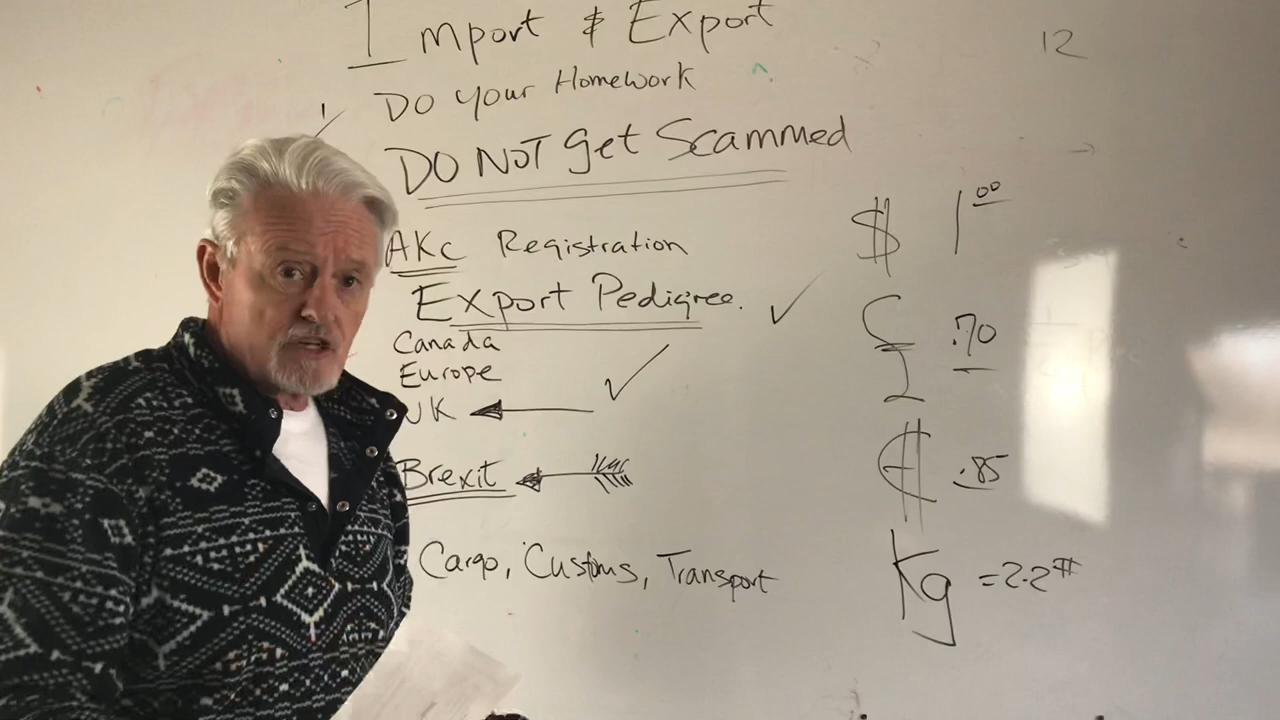 Import & Export
Do Your Homework
DO NOT Get Scammed
AKC Registration
Export Pedigree. ✓
Canada
Europe ✓
UK
Brexit
Cargo, Customs, Transport
12
$ 1.00
£ .70
€ .85
Kg = 2.2#